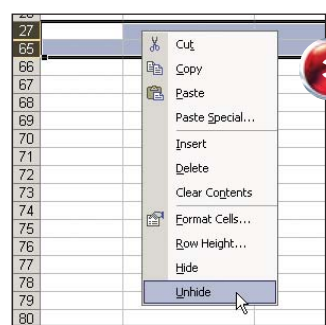 27
65
66
67
68
69
70
71
72
73
74
75
76
77
78
79
80
Cut
Copy
Paste
Paste Special...
Insert
Delete
Clear Contents
Format Cells...
Row Height...
Hide
Unhide